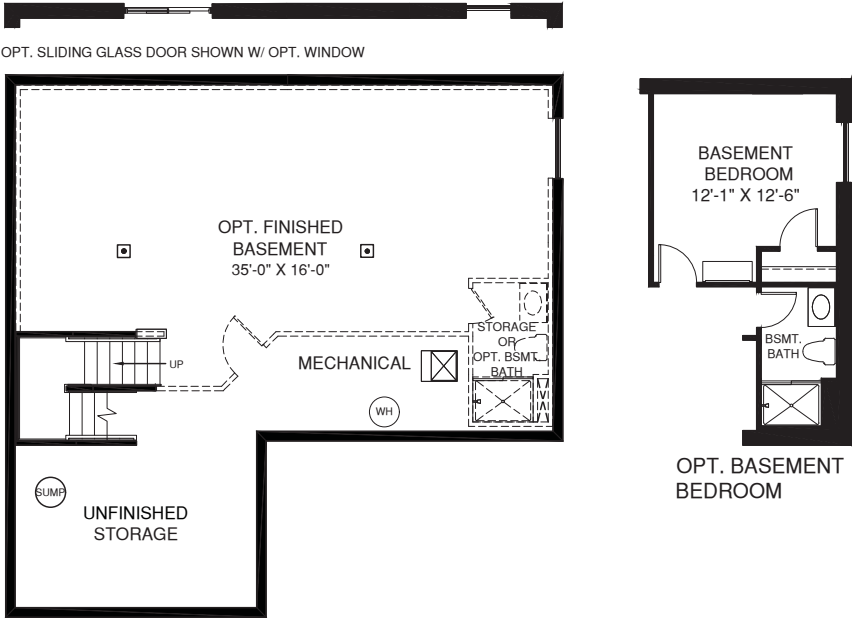 OPT. SLIDING GLASS DOOR SHOWN W/ OPT. WINDOW
OPT. FINISHED
BASEMENT
35'-0" X 16'-0"
STORAGE
OR
OPT. BSMT.
BATH
UP
MECHANICAL
WH
SUMP
UNFINISHED
STORAGE
BASEMENT
BEDROOM
12'-1" X 12'-6"
BSMT.
BATH
OPT. BASEMENT
BEDROOM